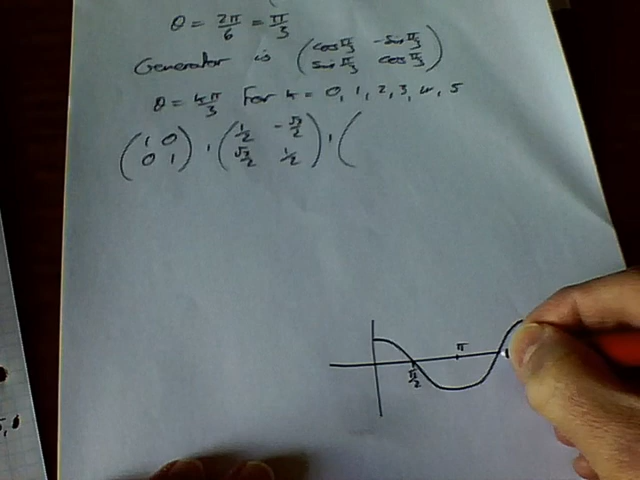 θ = 2π/6 = π/3
Generator is ( cos π/3 -sin π/3
sin π/3 cos π/3 )
θ = kπ/3 For k = 0, 1, 2, 3, 4, 5
( 1 0
0 1 ) , ( 1/2 -√3/2
√3/2 1/2 ) , (
π
π/2